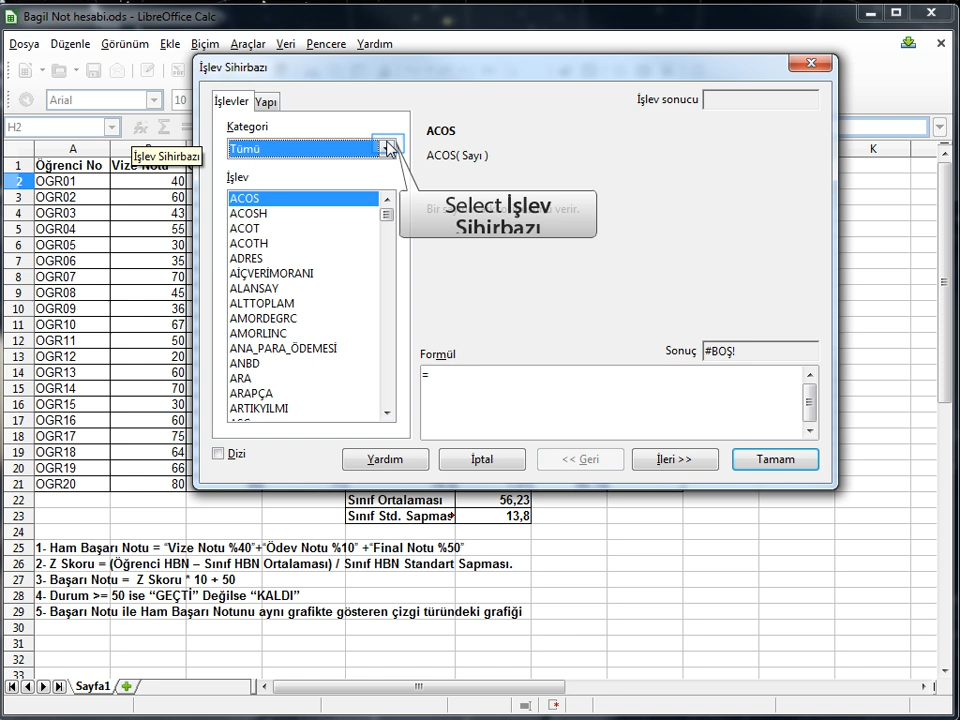 Bagil Not hesabi.ods - LibreOffice Calc
Dosya Düzenle Görünüm Ekle Biçim Araçlar Veri Pencere Yardım
Arial 10
H2
İşlev Sihirbazı
İşlev Sihirbazı
İşlevler Yapı
İşlev sonucu
Kategori
Tümü
ACOS
ACOS( Sayı )
Select İşlev
Sihirbazı
İşlev
ACOS
ACOSH
ACOT
ACOTH
ADRES
AİÇVERİMORANI
ALANSAY
ALTTOPLAM
AMORDEGRC
AMORLINC
ANA_PARA_ÖDEMESİ
ANBD
ARA
ARAPÇA
ARTIKYILMI
Formül
Sonuç #BOŞ!
=
Dizi
Yardım İptal << Geri İleri >> Tamam
A K
1 Öğrenci No Vize Notu
2 OGR01 40
3 OGR02 60
4 OGR03 43
5 OGR04 55
6 OGR05 30
7 OGR06 35
8 OGR07 70
9 OGR08 45
10 OGR09 36
11 OGR10 67
12 OGR11 50
13 OGR12 20
14 OGR13 60
15 OGR14 70
16 OGR15 30
17 OGR16 60
18 OGR17 75
19 OGR18 64
20 OGR19 66
21 OGR20 80
22 Sınıf Ortalaması 56,23
23 Sınıf Std. Sapmas 13,8
24
25 1- Ham Başarı Notu = “Vize Notu %40”+“Ödev Notu %10” +“Final Notu %50”
26 2- Z Skoru = (Öğrenci HBN – Sınıf HBN Ortalaması) / Sınıf HBN Standart Sapması.
27 3- Başarı Notu = Z Skoru * 10 + 50
28 4- Durum >= 50 ise “GEÇTİ” Değilse “KALDI”
29 5- Başarı Notu ile Ham Başarı Notunu aynı grafikte gösteren çizgi türündeki grafiği
30
31
32
33
Sayfa1